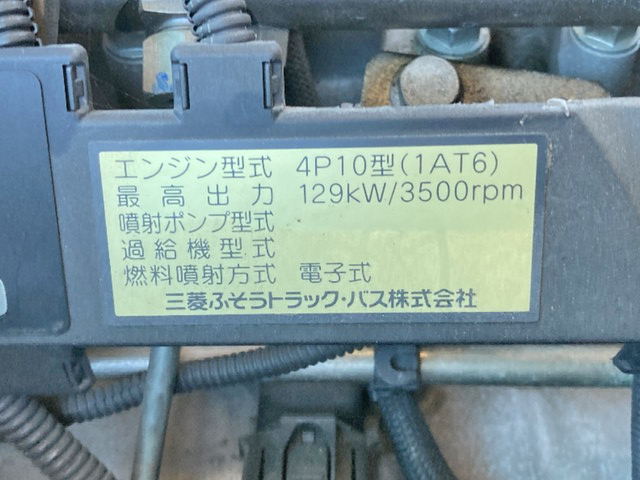 エンジン型式 4P10型(1AT6)
最高出力 129kW/3500rpm
噴射ポンプ型式
過給機型式
燃料噴射方式 電子式
三菱ふそうトラック・バス株式会社